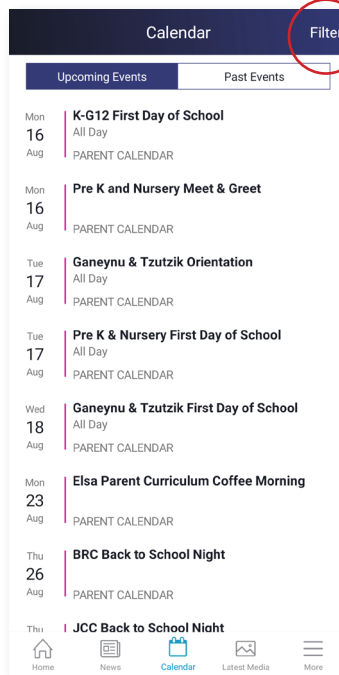 Calendar
Filter
Upcoming Events
Past Events
Mon
16
Aug
K-G12 First Day of School
All Day
PARENT CALENDAR
Mon
16
Aug
Pre K and Nursery Meet & Greet
PARENT CALENDAR
Tue
17
Aug
Ganeynu & Tzutzik Orientation
All Day
PARENT CALENDAR
Tue
17
Aug
Pre K & Nursery First Day of School
All Day
PARENT CALENDAR
Wed
18
Aug
Ganeynu & Tzutzik First Day of School
All Day
PARENT CALENDAR
Mon
23
Aug
Elsa Parent Curriculum Coffee Morning
PARENT CALENDAR
Thu
26
Aug
BRC Back to School Night
PARENT CALENDAR
Thu
JCC Back to School Night
Home
News
Calendar
Latest Media
More